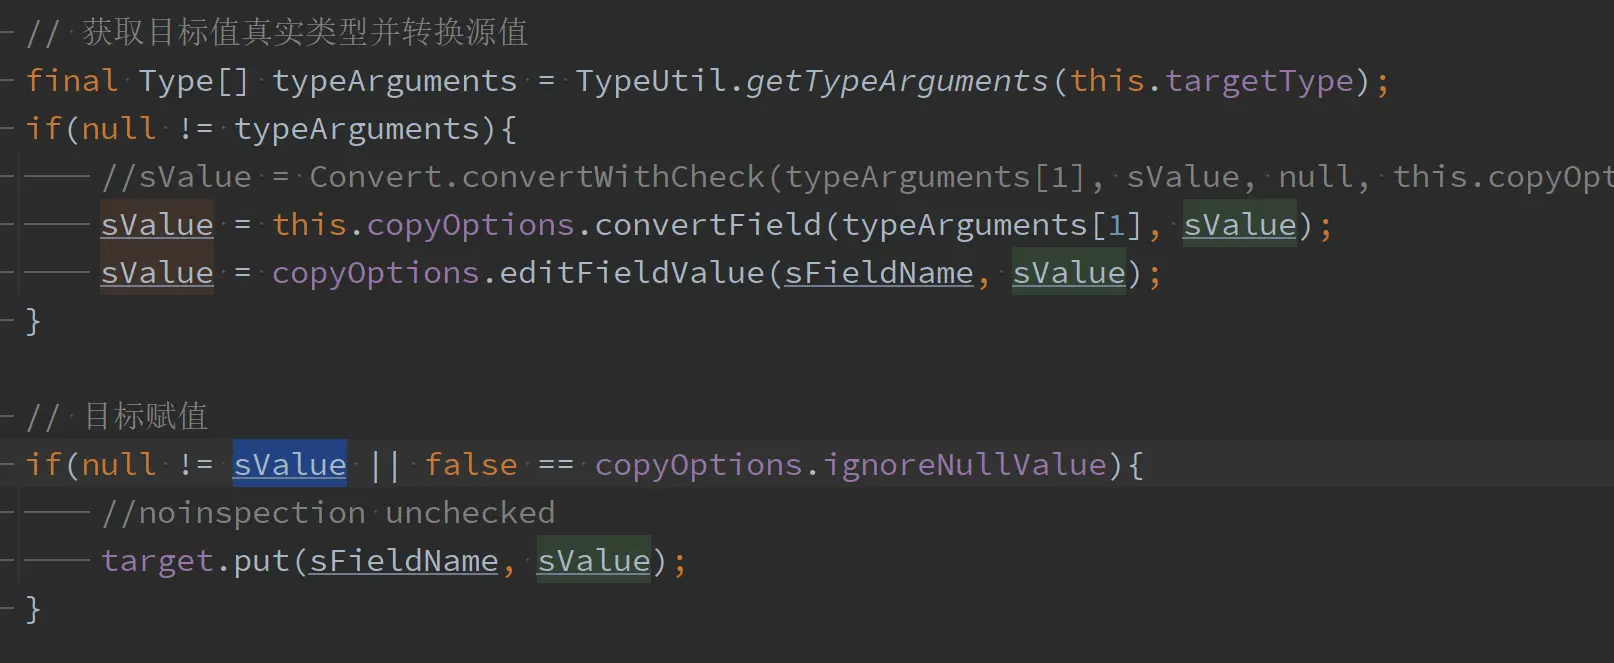 // 获取目标值真实类型并转换源值
final Type[] typeArguments = TypeUtil.getTypeArguments(this.targetType);
if(null != typeArguments){
//sValue = Convert.convertWithCheck(typeArguments[1], sValue, null, this.copyOpt
sValue = this.copyOptions.convertField(typeArguments[1], sValue);
sValue = copyOptions.editFieldValue(sFieldName, sValue);
}
// 目标赋值
if(null != sValue || false == copyOptions.ignoreNullValue){
//noinspection unchecked
target.put(sFieldName, sValue);
}